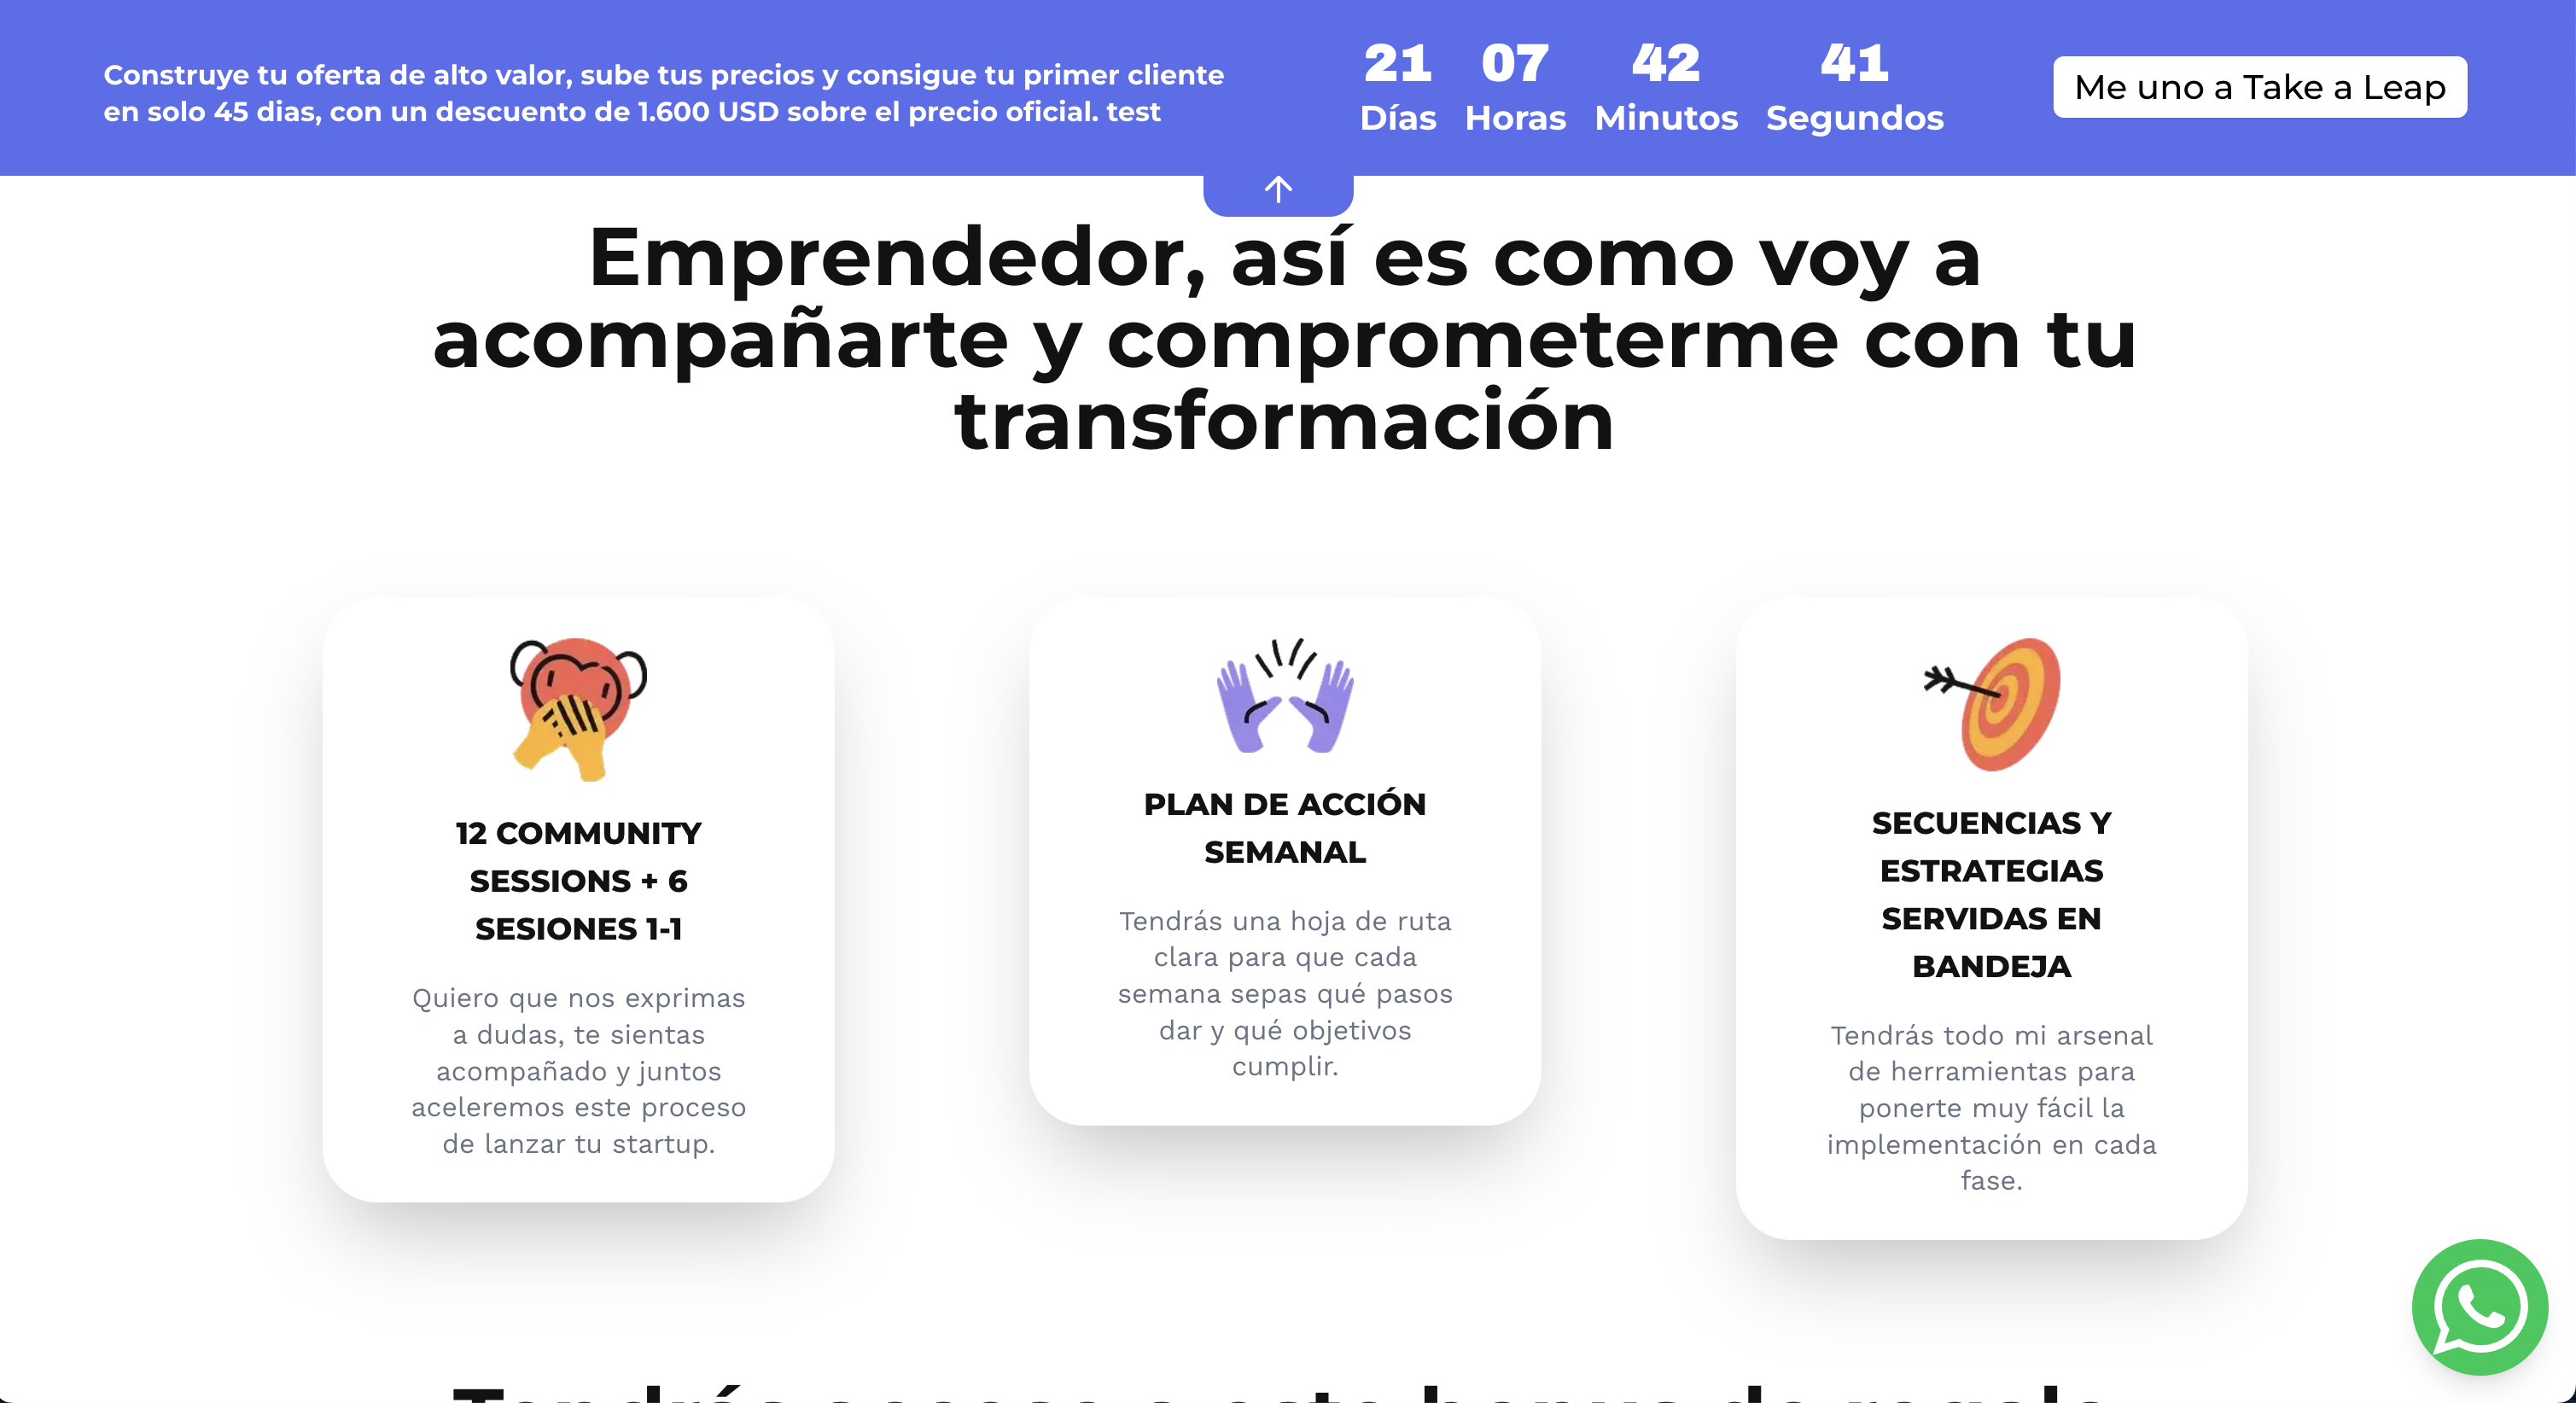 Construye tu oferta de alto valor, sube tus precios y consigue tu primer cliente
en solo 45 dias, con un descuento de 1.600 USD sobre el precio oficial. test
21 07 42 41
Días Horas Minutos Segundos
Me uno a Take a Leap
Emprendedor, así es como voy a
acompañarte y comprometerme con tu
transformación
12 COMMUNITY
SESSIONS + 6
SESIONES 1-1
Quiero que nos exprimas
a dudas, te sientas
acompañado y juntos
aceleremos este proceso
de lanzar tu startup.
PLAN DE ACCIÓN
SEMANAL
Tendrás una hoja de ruta
clara para que cada
semana sepas qué pasos
dar y qué objetivos
cumplir.
SECUENCIAS Y
ESTRATEGIAS
SERVIDAS EN
BANDEJA
Tendrás todo mi arsenal
de herramientas para
ponerte muy fácil la
implementación en cada
fase.
Tendrás acceso a este bonus de regalo